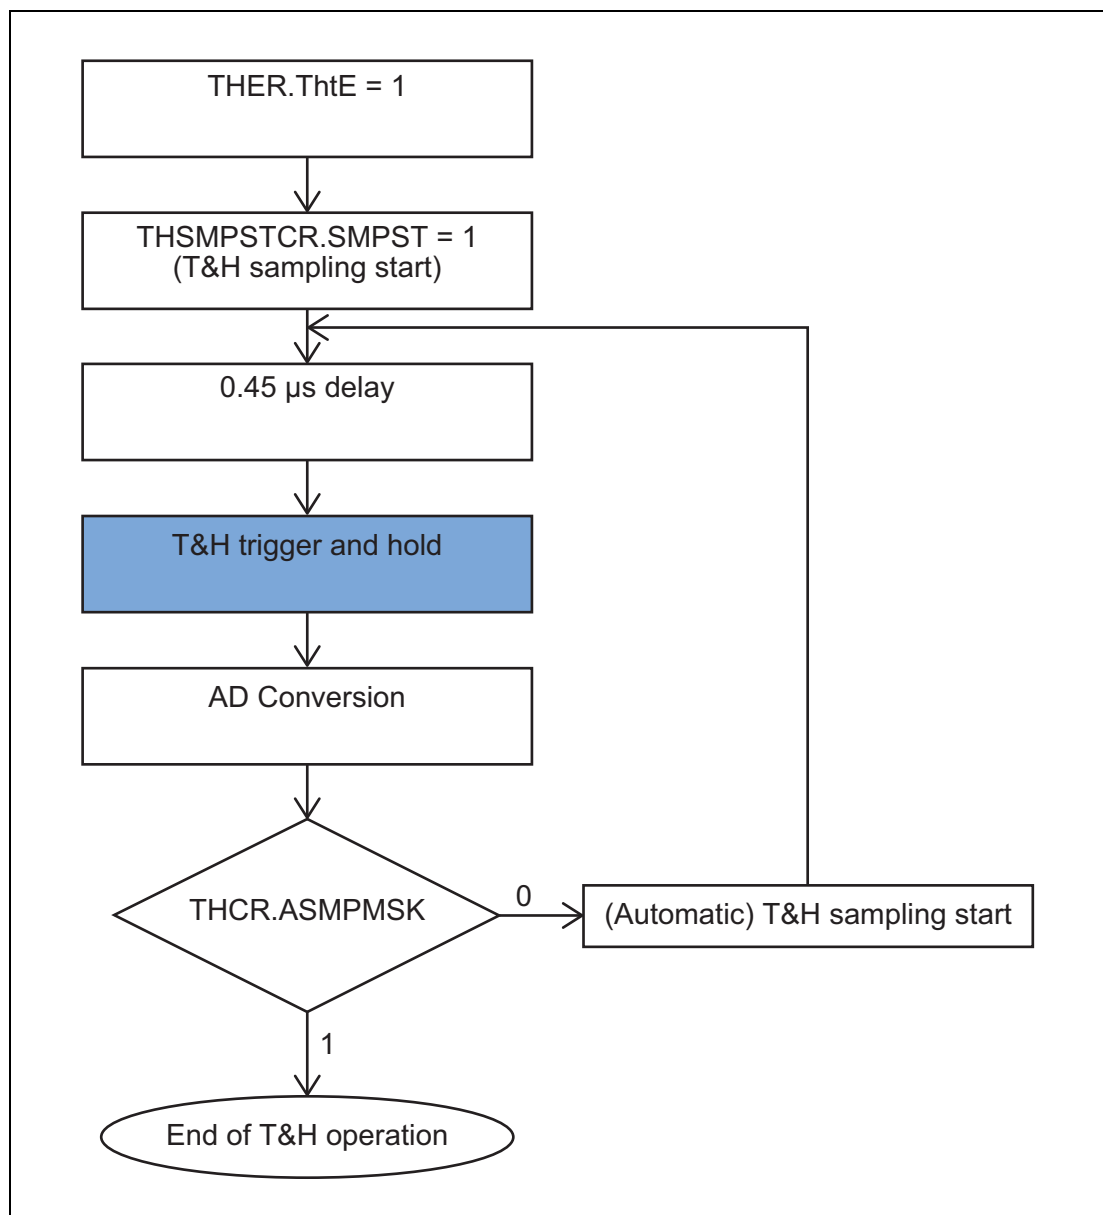 THER.ThtE = 1
THSMPSTCR.SMPST = 1
(T&H sampling start)
0.45 µs delay
T&H trigger and hold
AD Conversion
THCR.ASMPMSK
0
(Automatic) T&H sampling start
1
End of T&H operation